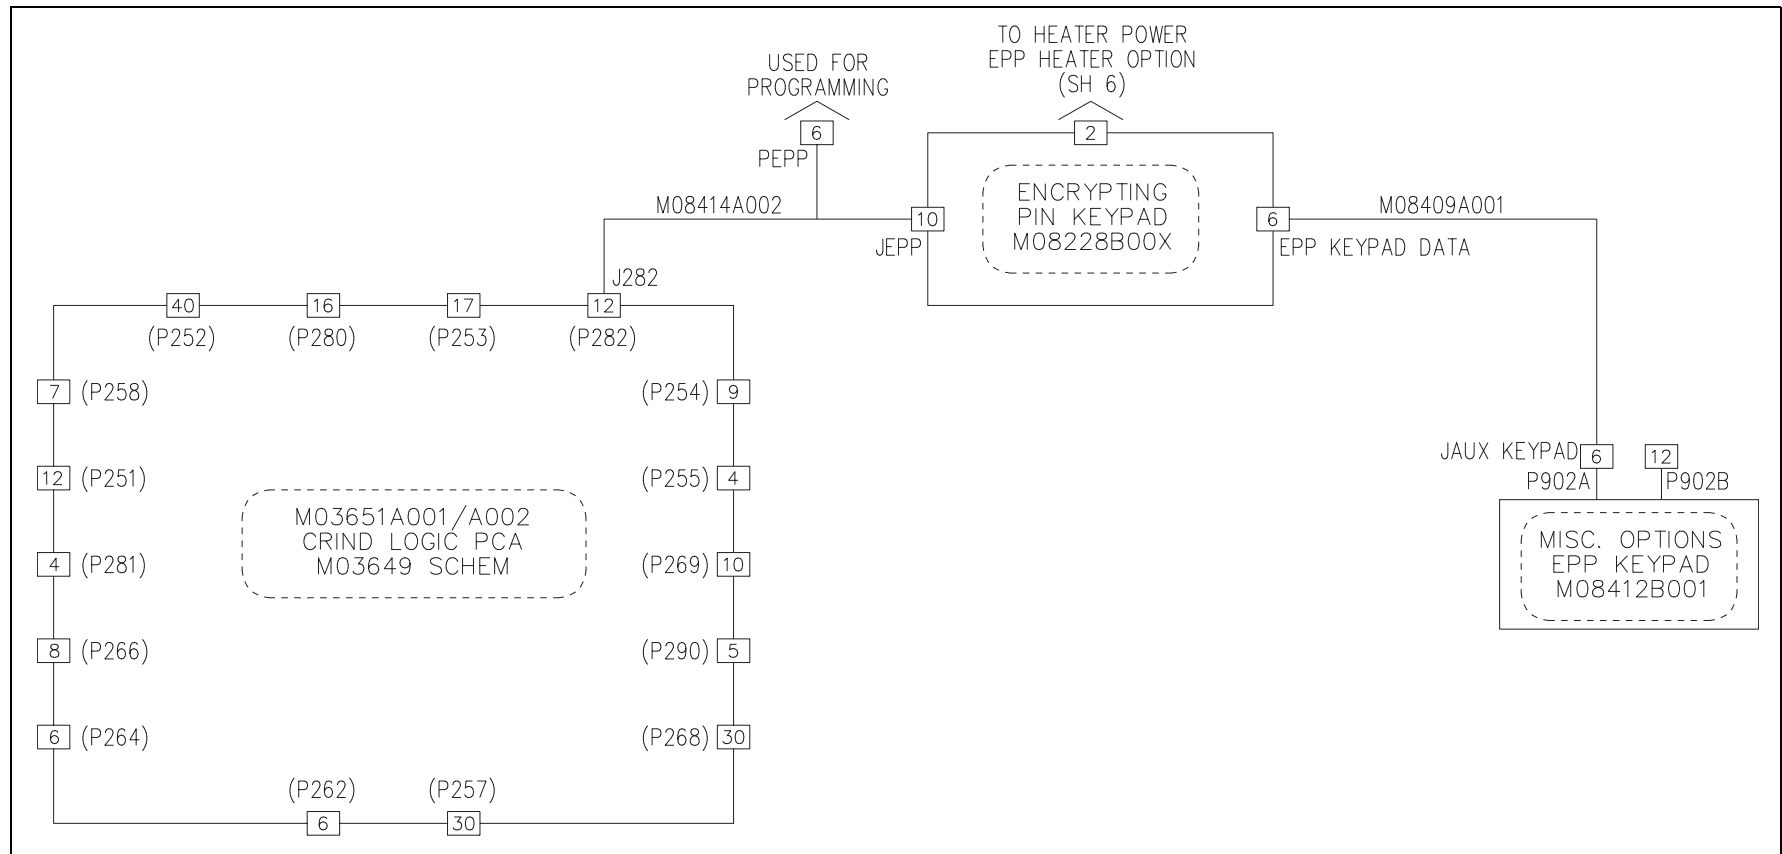 TO HEATER POWER
EPP HEATER OPTION
(SH 6)
USED FOR
PROGRAMMING
6
PEPP
2
ENCRYPTING
PIN KEYPAD
M08228B00X
M08414A002
10
JEPP
6
M08409A001
EPP KEYPAD DATA
J282
40
16
17
12
(P252)
(P280)
(P253)
(P282)
7
(P258)
(P254)
9
12
(P251)
(P255)
4
4
(P281)
(P269)
10
8
(P266)
(P290)
5
6
(P264)
(P268)
30
M03651A001/A002
CRIND LOGIC PCA
M03649 SCHEM
(P262)
(P257)
6
30
JAUX KEYPAD
6
12
P902A
P902B
MISC. OPTIONS
EPP KEYPAD
M08412B001